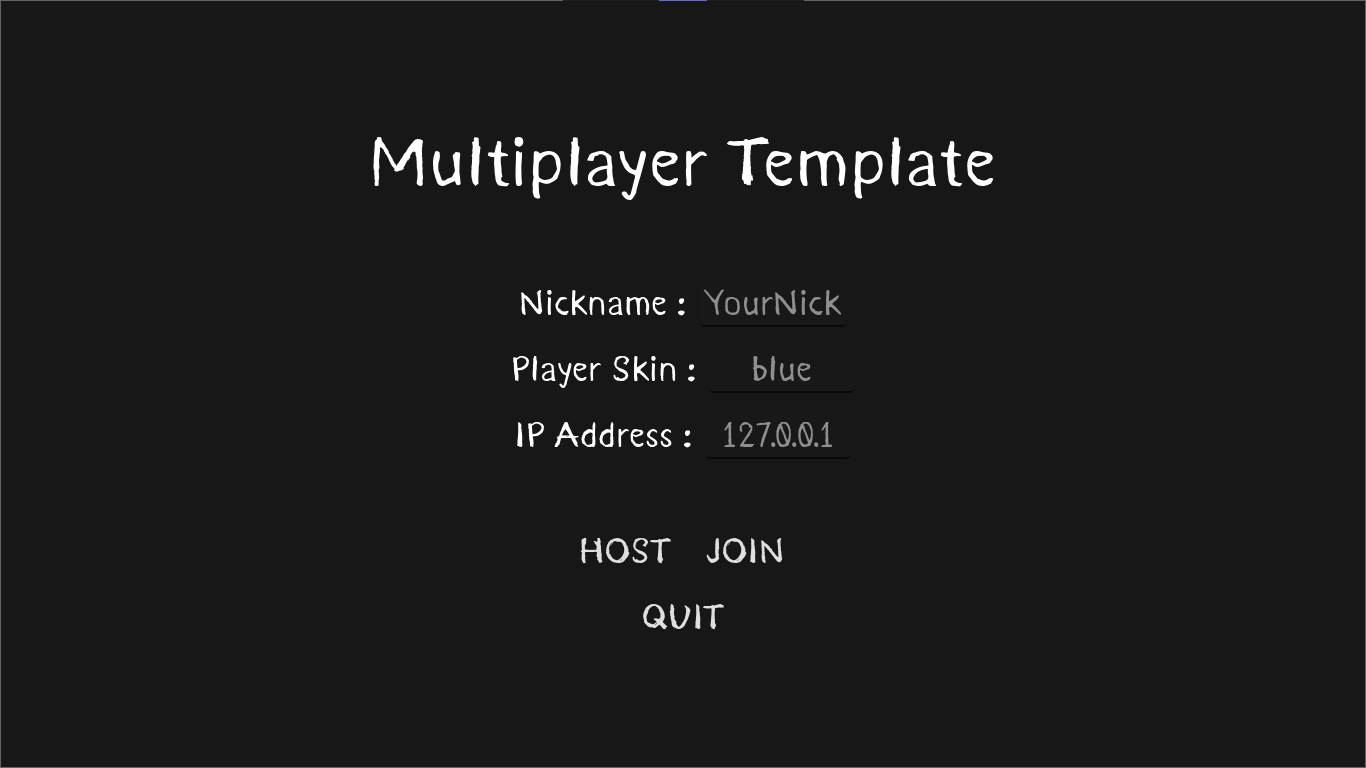 Multiplayer Template
Nickname : YourNick
Player Skin : blue
IP Address : 127.0.0.1
HOST JOIN
QUIT